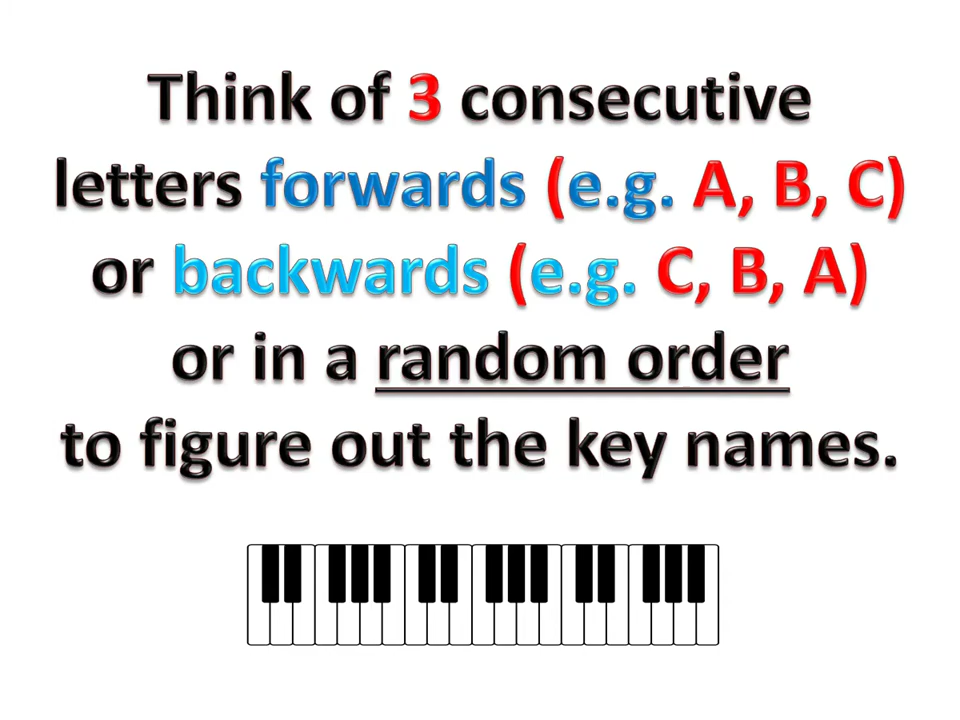 Think of 3 consecutive
letters forwards (e.g. A, B, C)
or backwards (e.g. C, B, A)
or in a random order
to figure out the key names.